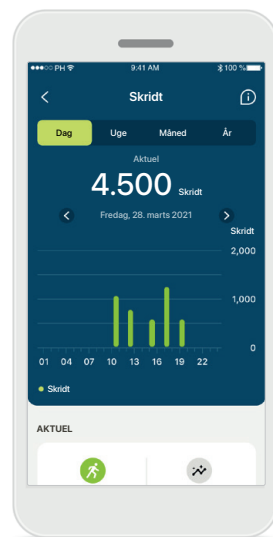 PH 9:41 AM 100 %
Skridt
Dag Uge Måned År
Aktuel
4.500 Skridt
Fredag, 28. marts 2021
Skridt
2,000
1,000
0
01 04 07 10 13 16 19 22
Skridt
AKTUEL